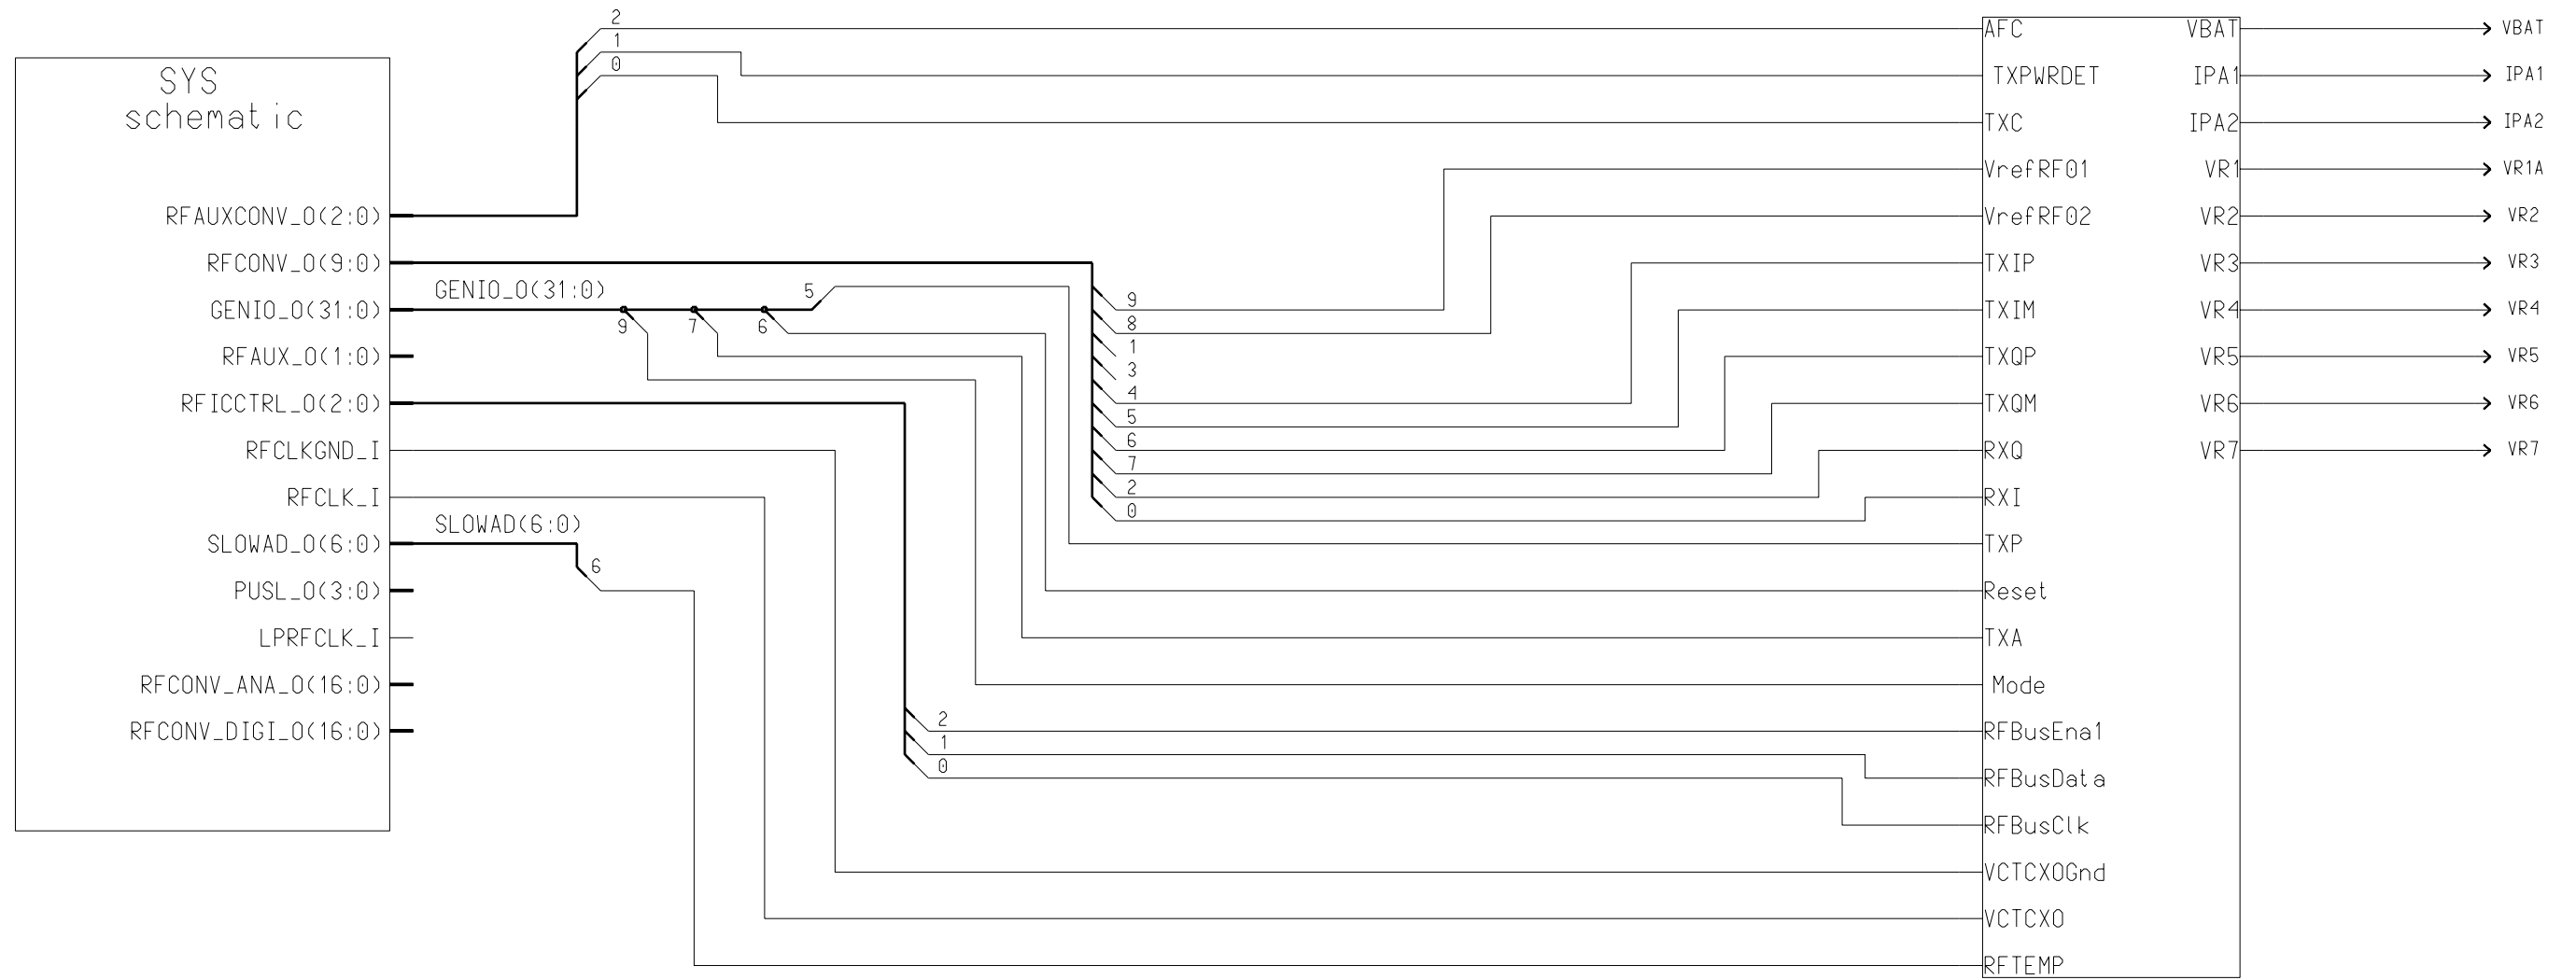 SYS
schematic
RFAUXCONV_O(2:0)
RFCONV_O(9:0)
GENIO_O(31:0)
RFAUX_O(1:0)
RFICCTRL_O(2:0)
RFCLKGND_I
RFCLK_I
SLOWAD_O(6:0)
PUSL_O(3:0)
LPRFCLK_I
RFCONV_ANA_O(16:0)
RFCONV_DIGI_O(16:0)
2
1
0
GENIO_O(31:0)
9
7
6
5
SLOWAD(6:0)
6
9
8
1
3
4
5
6
7
2
0
2
1
0
AFC
TXPWRDET
TXC
VrefRF01
VrefRF02
TXIP
TXIM
TXQP
TXQM
RXQ
RXI
TXP
Reset
TXA
Mode
RFBusEna1
RFBusData
RFBusClk
VCTCXOGnd
VCTCXO
RFTEMP
VBAT
IPA1
IPA2
VR1
VR2
VR3
VR4
VR5
VR6
VR7
VBAT
IPA1
IPA2
VR1A
VR2
VR3
VR4
VR5
VR6
VR7